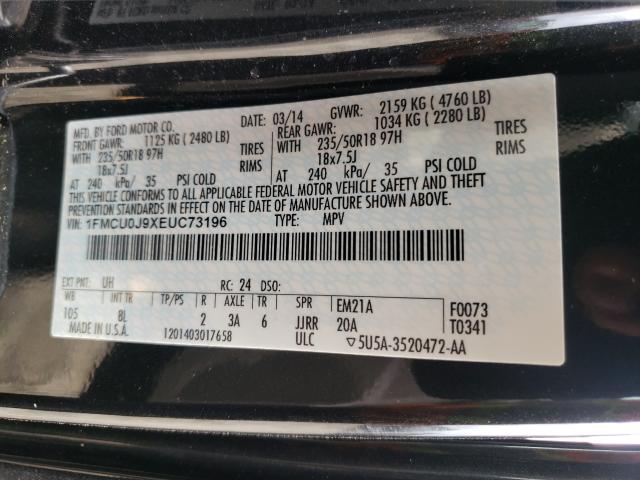 MFD. BY FORD MOTOR CO. DATE: 03/14 GVWR: 2159 KG ( 4760 LB)
FRONT GAWR: 1125 KG ( 2480 LB) REAR GAWR: 1034 KG ( 2280 LB)
WITH 235/50R18 97H TIRES WITH 235/50R18 97H TIRES
18x7.5J RIMS 18x7.5J RIMS
AT 240 kPa/ 35 PSI COLD AT 240 kPa/ 35 PSI COLD
THIS VEHICLE CONFORMS TO ALL APPLICABLE FEDERAL MOTOR VEHICLE SAFETY AND THEFT
PREVENTION STANDARDS IN EFFECT ON THE DATE OF MANUFACTURE SHOWN ABOVE.
VIN: 1FMCU0J9XEUC73196 TYPE: MPV
EXT PNT: UH RC: 24 DSO:
WB INT TR TP/PS R AXLE TR SPR EM21A F0073
105 8L 2 3A 6 JJRR 20A T0341
MADE IN U.S.A. 1201403017658 ULC ▽5U5A-3520472-AA